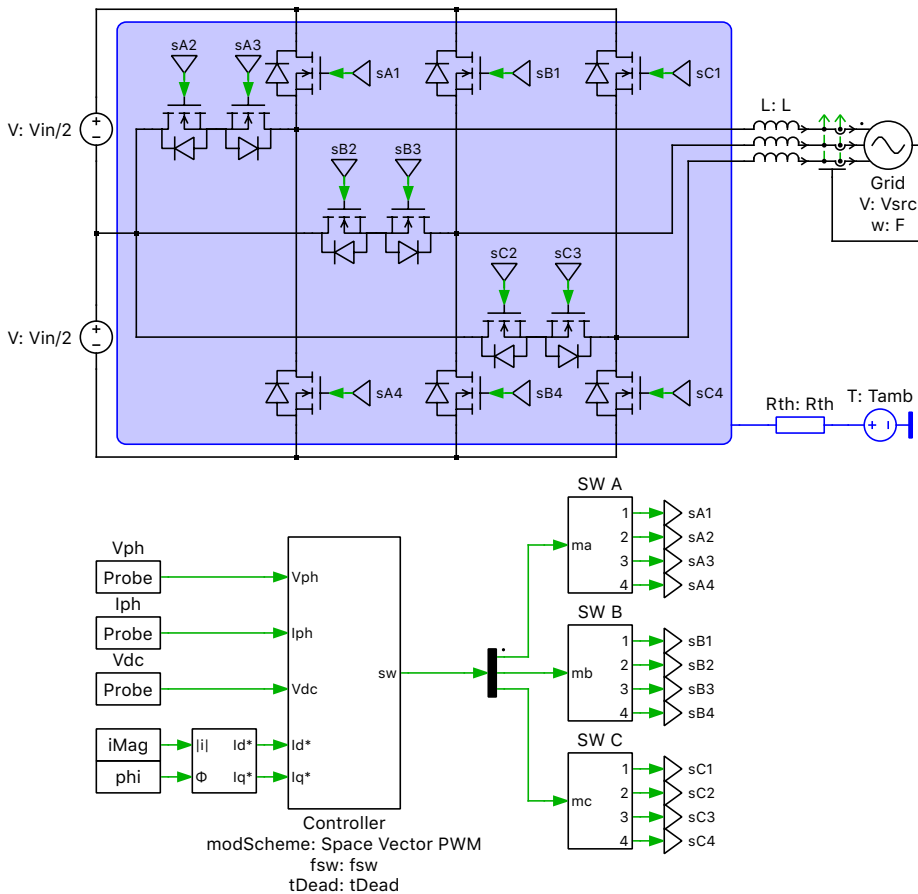 sA2 sA3
sA1 sB1 sC1
L: L
V: Vin/2
sB2 sB3
Grid
V: Vsrc
w: F
sC2 sC3
V: Vin/2
sA4 sB4 sC4
Rth: Rth T: Tamb
SW A
ma
1 sA1
2 sA2
3 sA3
4 sA4
Vph
Probe
Iph
Probe
Vdc
Probe
iMag
phi
|i| Id*
Φ Iq*
Vph
Iph
Vdc
Id*
Iq*
sw
Controller
modScheme: Space Vector PWM
fsw: fsw
tDead: tDead
SW B
mb
1 sB1
2 sB2
3 sB3
4 sB4
SW C
mc
1 sC1
2 sC2
3 sC3
4 sC4